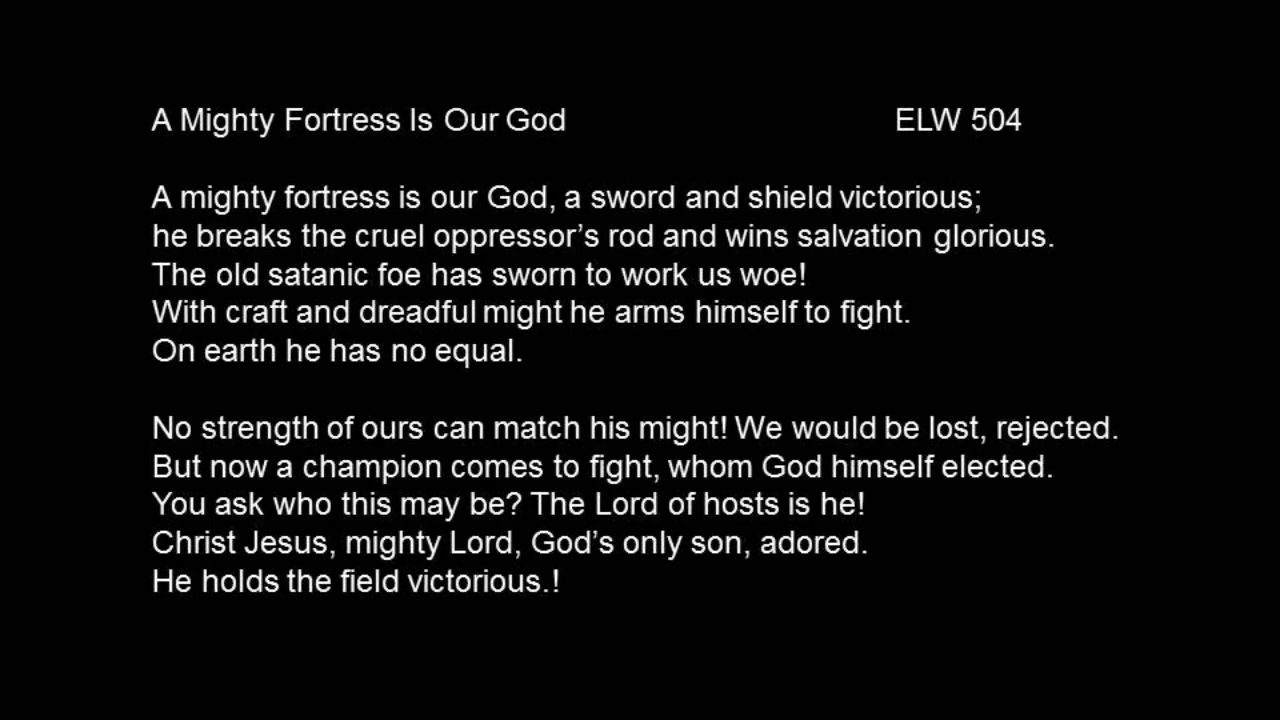 A Mighty Fortress Is Our God ELW 504
A mighty fortress is our God, a sword and shield victorious;
he breaks the cruel oppressor’s rod and wins salvation glorious.
The old satanic foe has sworn to work us woe!
With craft and dreadful might he arms himself to fight.
On earth he has no equal.
No strength of ours can match his might! We would be lost, rejected.
But now a champion comes to fight, whom God himself elected.
You ask who this may be? The Lord of hosts is he!
Christ Jesus, mighty Lord, God’s only son, adored.
He holds the field victorious.!